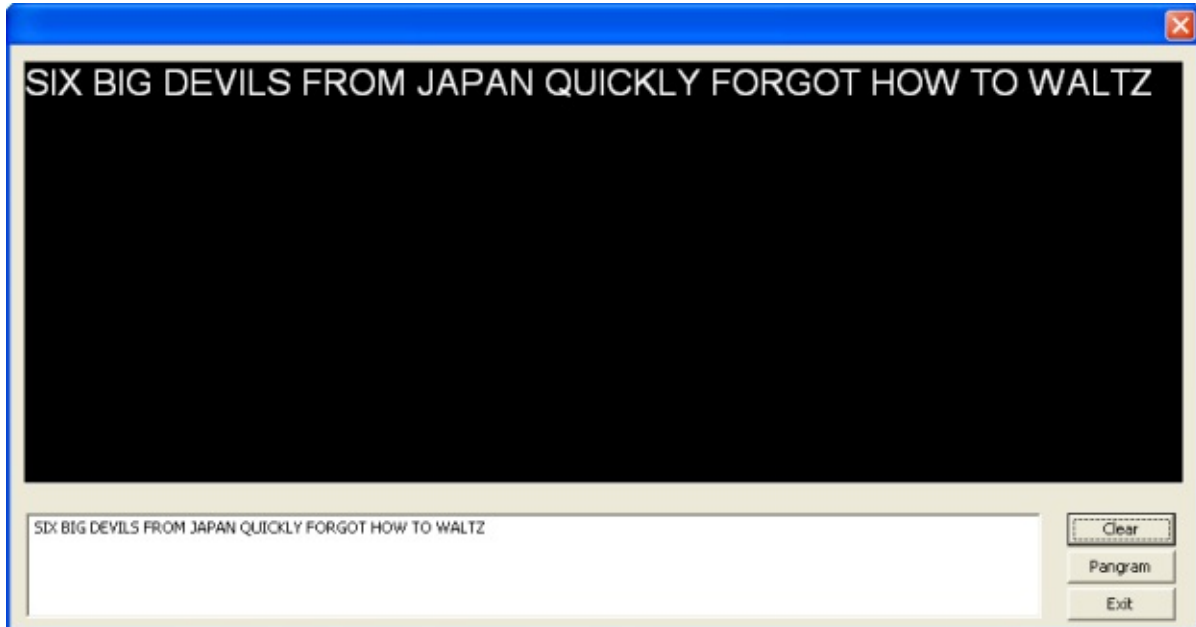 SIX BIG DEVILS FROM JAPAN QUICKLY FORGOT HOW TO WALTZ
SIX BIG DEVILS FROM JAPAN QUICKLY FORGOT HOW TO WALTZ
Clear
Pangram
Exit